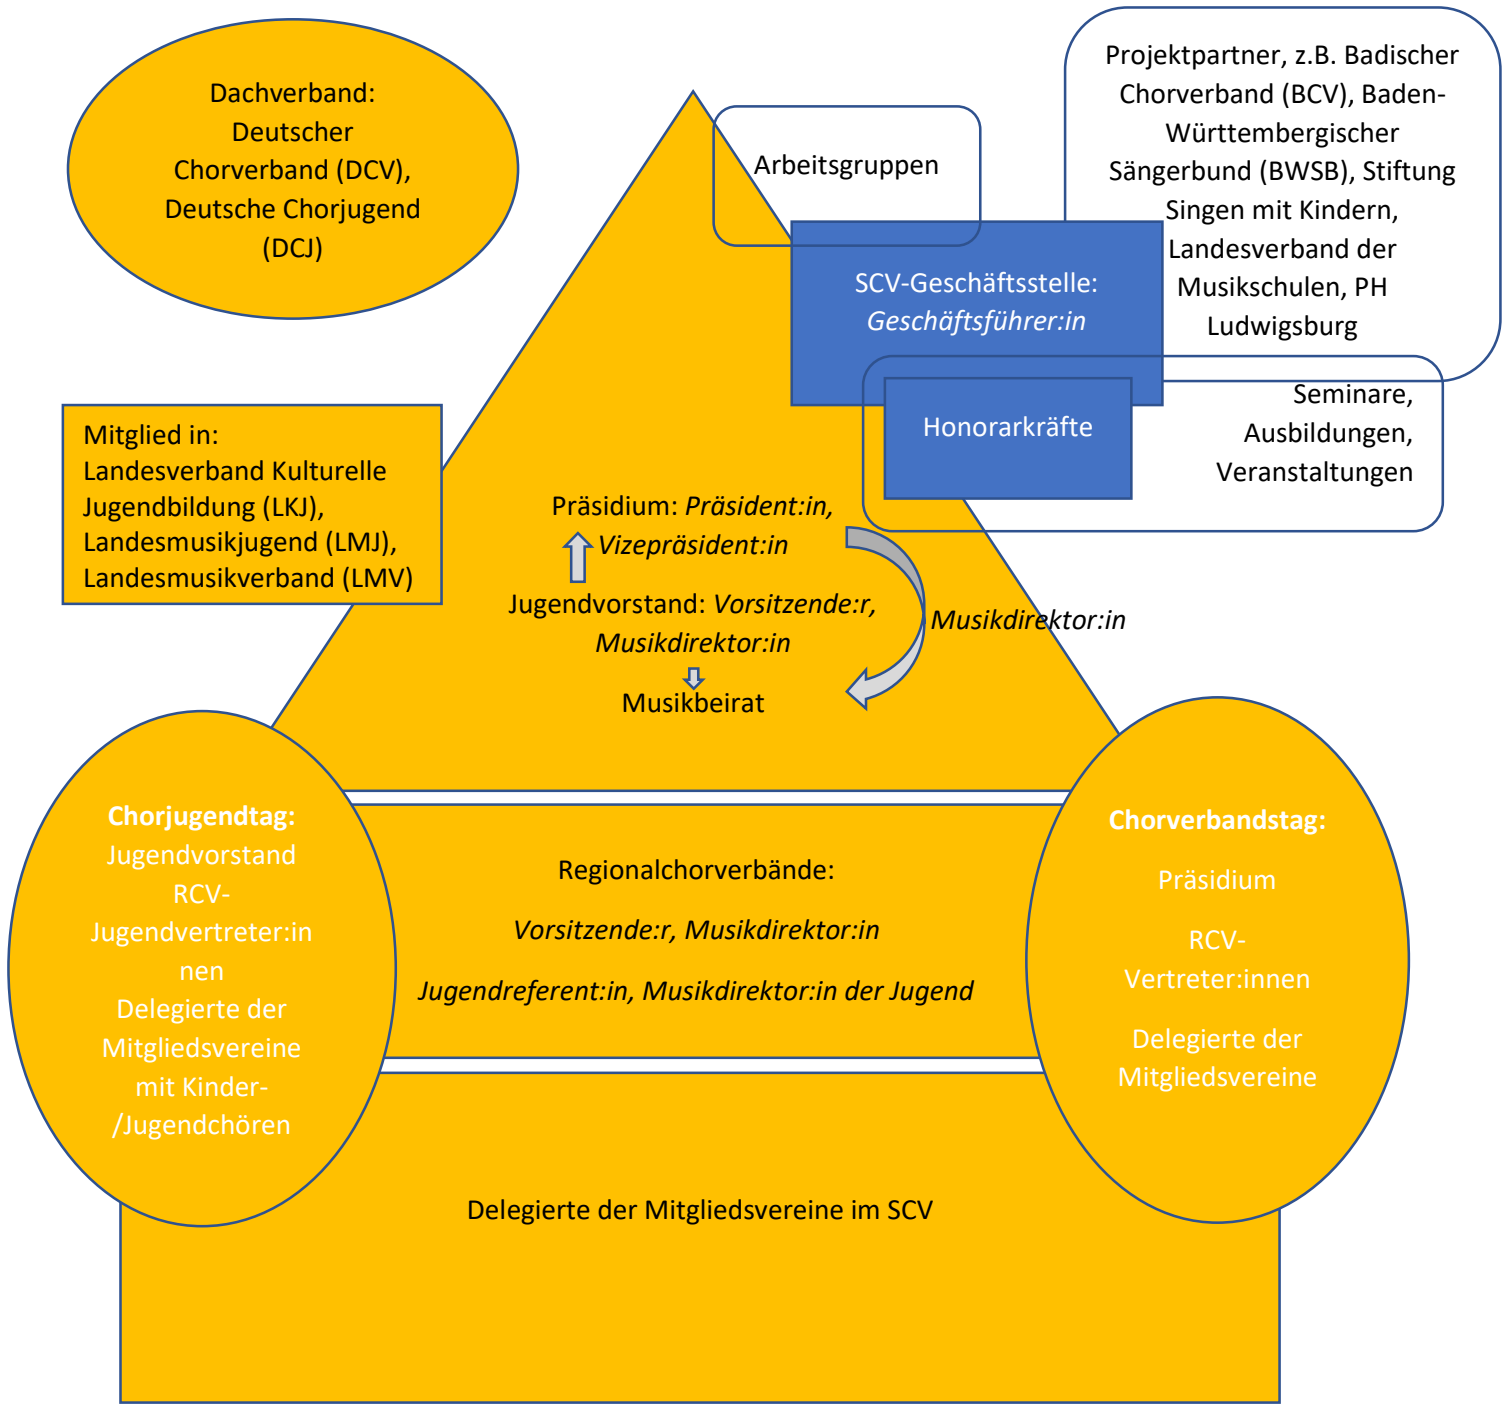 Dachverband:
Deutscher
Chorverband (DCV),
Deutsche Chorjugend
(DCJ)
Projektpartner, z.B. Badischer
Chorverband (BCV), Baden-
Württembergischer
Sängerbund (BWSB), Stiftung
Singen mit Kindern,
Landesverband der
Musikschulen, PH
Ludwigsburg
Arbeitsgruppen
SCV-Geschäftsstelle:
Geschäftsführer:in
Honorarkräfte
Seminare,
Ausbildungen,
Veranstaltungen
Mitglied in:
Landesverband Kulturelle
Jugendbildung (LKJ),
Landesmusikjugend (LMJ),
Landesmusikverband (LMV)
Präsidium: Präsident:in,
Vizepräsident:in
Jugendvorstand: Vorsitzende:r,
Musikdirektor:in
Musikdirektor:in
Musikbeirat
Chorjugendtag:
Jugendvorstand
RCV-
Jugendvertreter:in
nen
Delegierte der
Mitgliedsvereine
mit Kinder-
/Jugendchören
Regionalchorverbände:
Vorsitzende:r, Musikdirektor:in
Jugendreferent:in, Musikdirektor:in der Jugend
Chorverbandstag:
Präsidium
RCV-
Vertreter:innen
Delegierte der
Mitgliedsvereine
Delegierte der Mitgliedsvereine im SCV